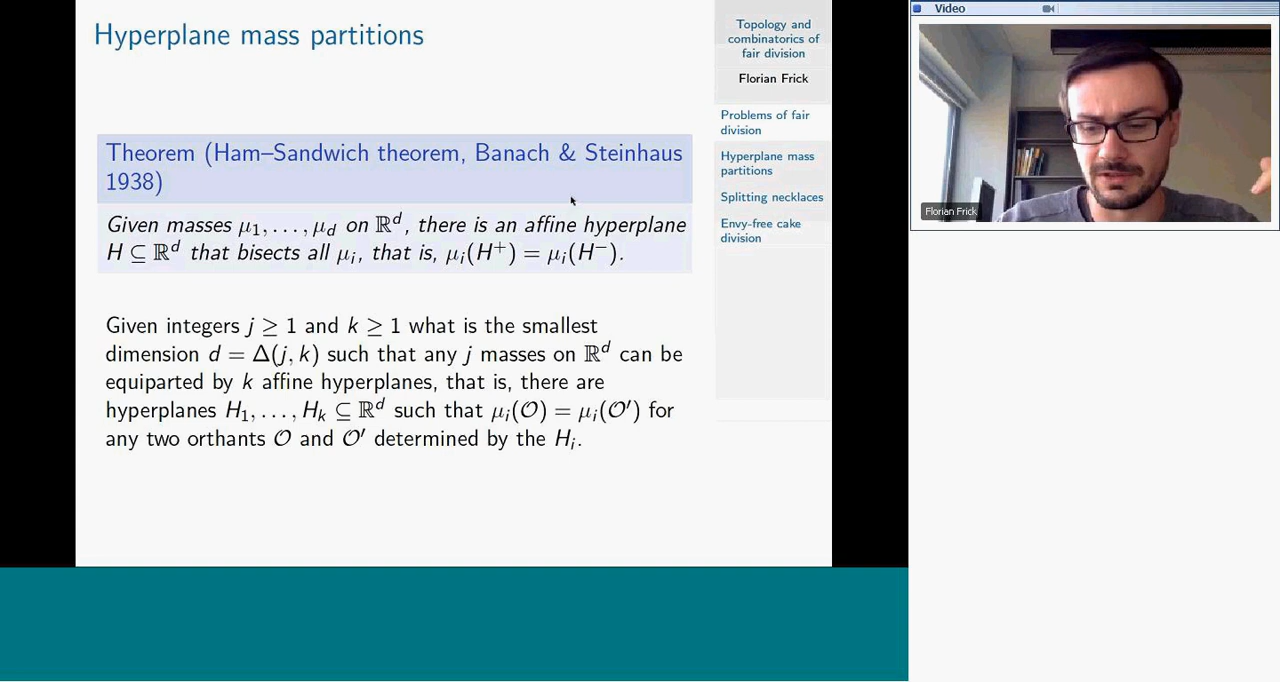 Hyperplane mass partitions
Theorem (Ham–Sandwich theorem, Banach & Steinhaus
1938)
Given masses μ₁, . . . , μ_d on ℝᵈ, there is an affine hyperplane
H ⊆ ℝᵈ that bisects all μᵢ, that is, μᵢ(H⁺) = μᵢ(H⁻).
Given integers j ≥ 1 and k ≥ 1 what is the smallest
dimension d = Δ(j, k) such that any j masses on ℝᵈ can be
equiparted by k affine hyperplanes, that is, there are
hyperplanes H₁, . . . , Hₖ ⊆ ℝᵈ such that μᵢ(𝒪) = μᵢ(𝒪′) for
any two orthants 𝒪 and 𝒪′ determined by the Hᵢ.
Topology and
combinatorics of
fair division
Florian Frick
Problems of fair
division
Hyperplane mass
partitions
Splitting necklaces
Envy-free cake
division
Video
Florian Frick